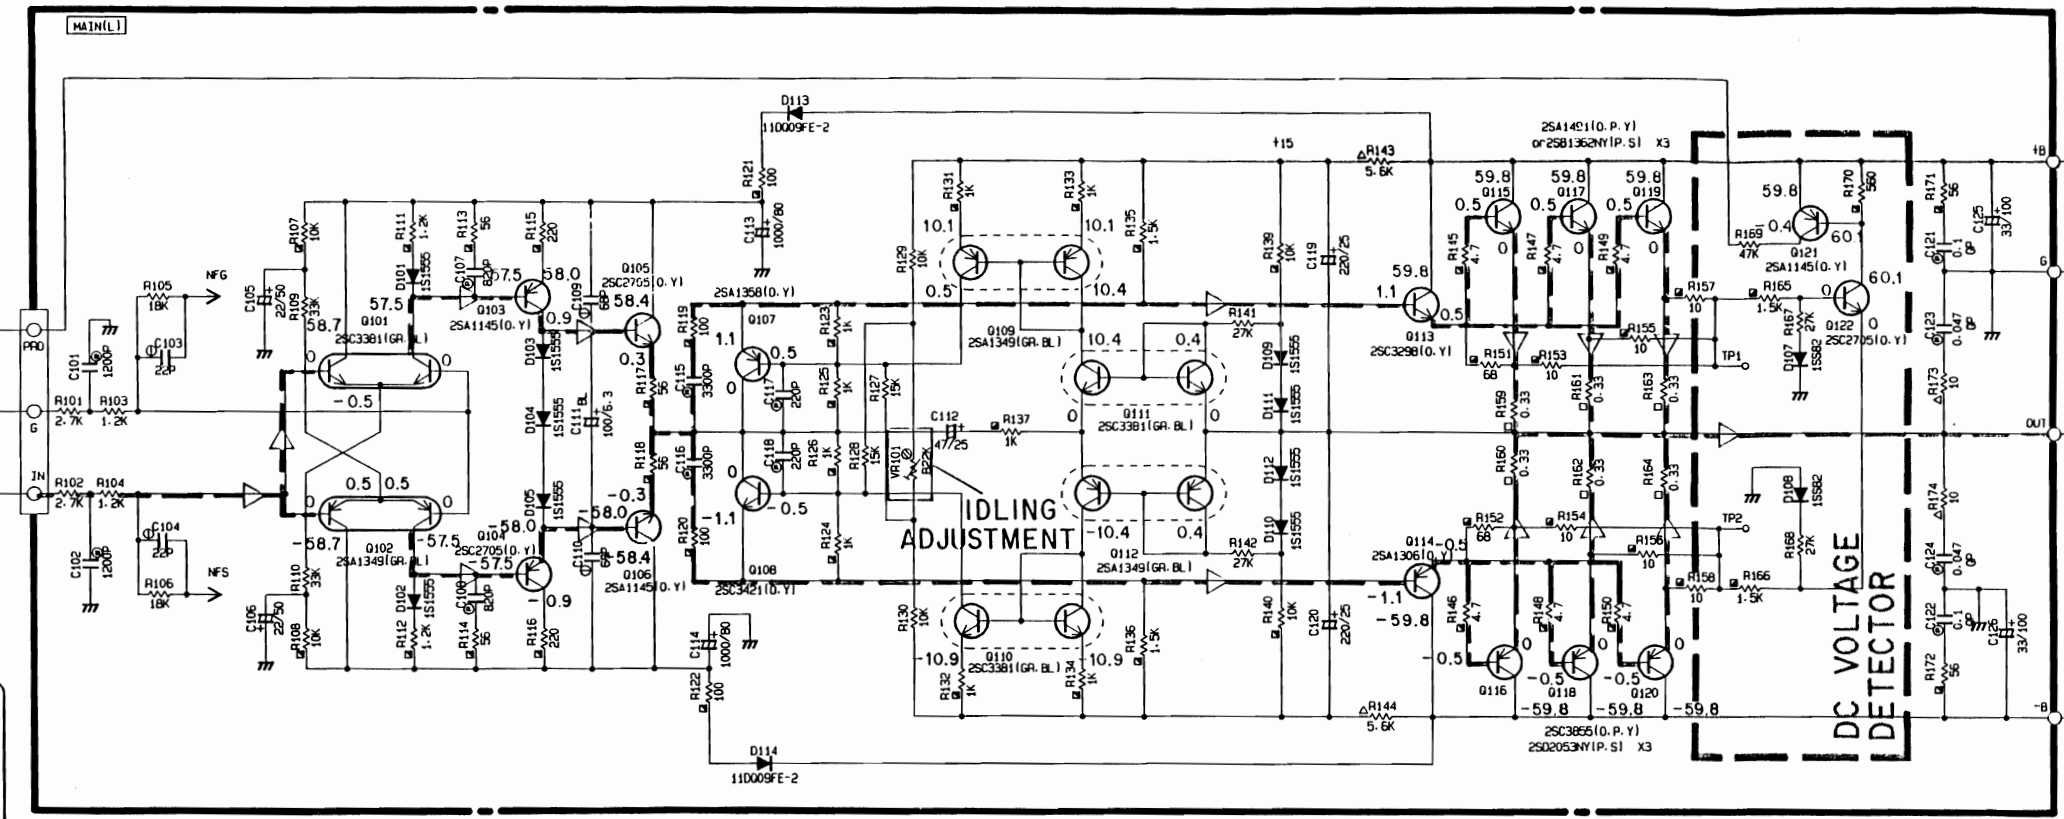 MAIN(L)
PRO
G
IN
R101
2.7K
C101
1200P
R103
1.2K
R105
18K
C103
22P
NFG
R102
2.7K
R104
1.2K
C102
1200P
C104
22P
R106
18K
NFS
C105
22/50
R107
10K
R109
33K
58.7
0
Q101
2SC3381(GR.BL)
57.5
0
-0.5
R111
1.2K
D101
1S1555
R113
56
C107
820P
57.5
R115
220
58.0
Q103
2SA1145(O.Y)
0.9
D103
1S1555
D104
1S1555
D105
1S1555
C109
68P
C111
BL
100/6.3
Q105
2SC2705(O.Y)
58.4
0.3
R117
56
R118
56
-0.3
-58.0
-58.4
Q106
2SA1145(O.Y)
C110
68P
0.5
0.5
0
0
-58.7
-57.5
Q102
2SA1349(GR.BL)
R110
33K
C106
22/50
R108
10K
D102
1S1555
R112
1.2K
R114
56
-58.0
Q104
2SC2705(O.Y)
-57.5
-0.9
R116
220
D113
11DQ09FE-2
R121
100
C113
1000/80
2SA1358(O.Y)
Q107
R119
100
1.1
0
0.5
C115
3300P
C117
220P
C116
3300P
C118
220P
0
-1.1
-0.5
R120
100
Q108
2SC3421(O.Y)
C114
1000/80
R122
100
D114
11DQ09FE-2
R123
1K
R125
1K
R126
1K
R124
1K
R127
15K
R128
15K
R129
10K
VR101
B22K
R130
10K
IDLING
ADJUSTMENT
C112
47/25
R137
1K
R131
1K
R133
1K
10.1
10.1
0.5
10.4
Q109
2SA1349(GR.BL)
10.4
0.4
0
0
Q111
2SC3381(GR.BL)
-10.4
0.4
Q112
2SA1349(GR.BL)
Q110
2SC3381(GR.BL)
-10.9
-10.9
R132
1K
R134
1K
R135
1.5K
R136
1.5K
R141
27K
R142
27K
+15
R139
10K
D109
1S1555
D111
1S1555
D112
1S1555
D110
1S1555
R140
10K
C119
220/25
C120
220/25
R143
5.6K
R144
5.6K
59.8
1.1
0.5
Q113
2SC3298(O.Y)
Q114
2SA1306(O.Y)
-0.5
-1.1
-59.8
2SA1491(O.P.Y)
or2SB1362NY(P.S) X3
59.8
Q115
0.5
0
59.8
Q117
0.5
0
59.8
Q119
0.5
0
R145
4.7
R147
4.7
R149
4.7
R151
68
R153
10
R155
10
R157
10
R159
0.33
R161
0.33
R163
0.33
R160
0.33
R162
0.33
R164
0.33
R152
68
R154
10
R156
10
R158
10
R146
4.7
R148
4.7
R150
4.7
0
0
0
-0.5
-0.5
-0.5
Q116
Q118
Q120
-59.8
-59.8
-59.8
2SC3855(O.P.Y)
2SD2053NY(P.S) X3
TP1
TP2
R165
1.5K
R166
1.5K
R167
27K
D107
1SS82
D108
1SS82
R168
27K
R169
47K
R170
560
59.8
0.4
60.1
Q121
2SA1145(O.Y)
60.1
0
0
Q122
2SC2705(O.Y)
DC VOLTAGE
DETECTOR
R171
56
C121
0.1
C123
0.047
R173
10
R174
10
C124
0.047
C122
0.1
R172
56
C125
33/100
C126
33/100
+B
G
OUT
-B